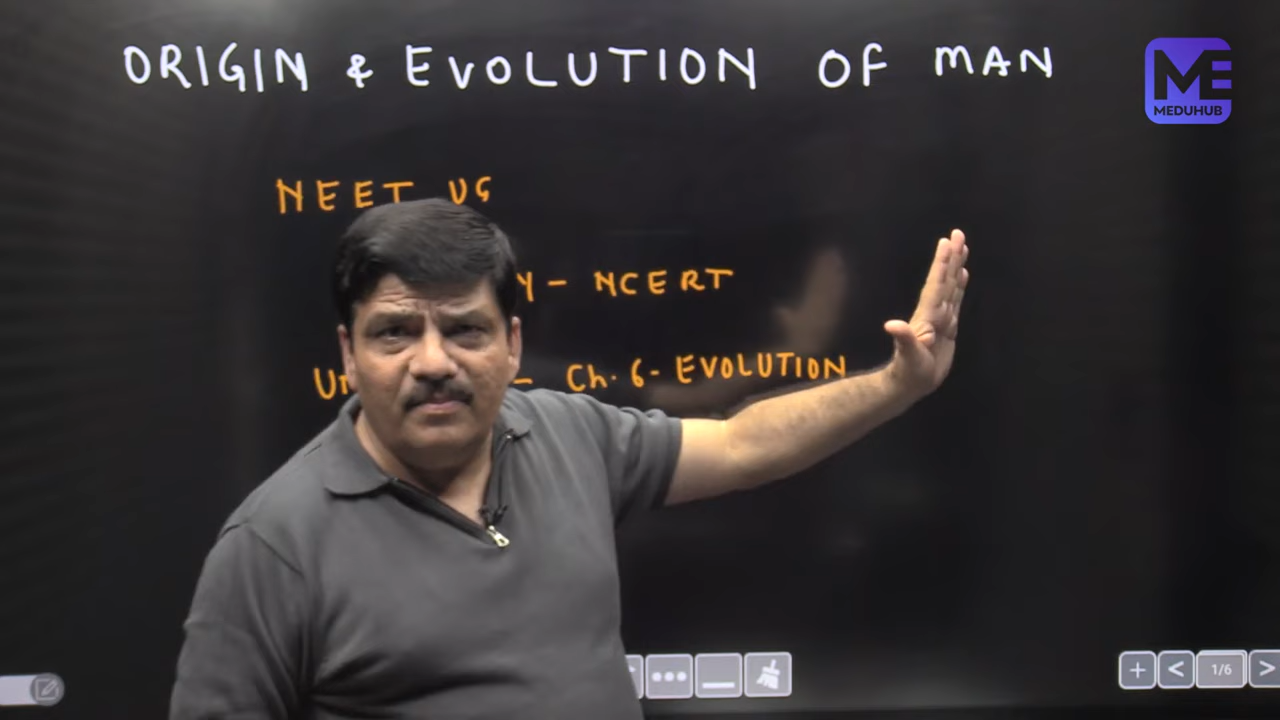 ORIGIN & EVOLUTION OF MAN
ME
MEDUHUB
NEET UG
- NCERT
- Ch. 6 - EVOLUTION
1/6